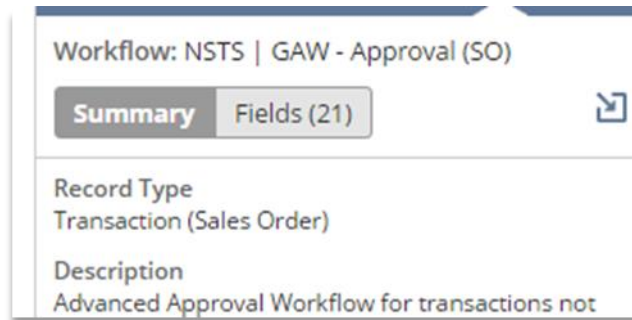 Workflow: NSTS | GAW - Approval (SO)
Summary Fields (21)
Record Type
Transaction (Sales Order)
Description
Advanced Approval Workflow for transactions not